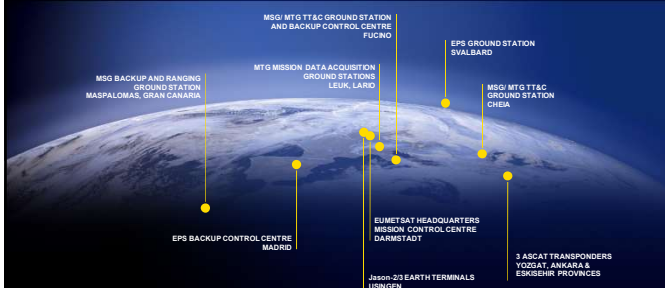 MSG/ MTG TT&C GROUND STATION
AND BACKUP CONTROL CENTRE
FUCINO
EPS GROUND STATION
SVALBARD
MTG MISSION DATA ACQUISITION
GROUND STATIONS
LEUK, LARIO
MSG BACKUP AND RANGING
GROUND STATION
MASPALOMAS, GRAN CANARIA
MSG/ MTG TT&C
GROUND STATION
CHEIA
EUMETSAT HEADQUARTERS
MISSION CONTROL CENTRE
DARMSTADT
EPS BACKUP CONTROL CENTRE
MADRID
3 ASCAT TRANSPONDERS
YOZGAT, ANKARA &
ESKISEHIR PROVINCES
Jason-2/3 EARTH TERMINALS
USINGEN